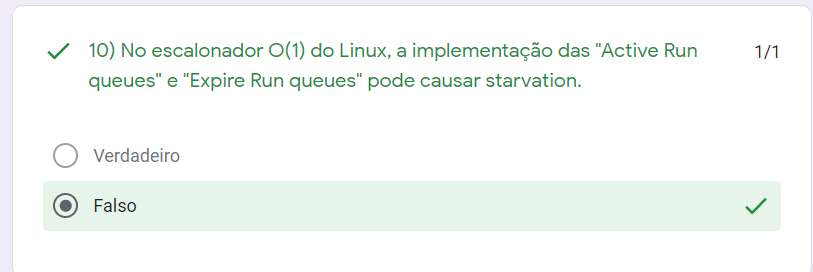 10) No escalonador O(1) do Linux, a implementação das "Active Run
1/1
queues" e "Expire Run queues" pode causar starvation.
Verdadeiro
Falso